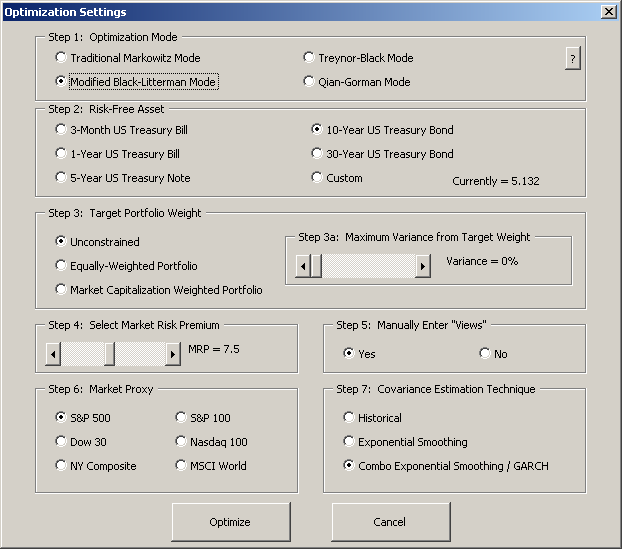 Optimization Settings
Step 1: Optimization Mode
Traditional Markowitz Mode
Treynor-Black Mode
?
Modified Black-Litterman Mode
Qian-Gorman Mode
Step 2: Risk-Free Asset
3-Month US Treasury Bill
10-Year US Treasury Bond
1-Year US Treasury Bill
30-Year US Treasury Bond
5-Year US Treasury Note
Custom
Currently = 5.132
Step 3: Target Portfolio Weight
Unconstrained
Equally-Weighted Portfolio
Market Capitalization Weighted Portfolio
Step 3a: Maximum Variance from Target Weight
Variance = 0%
Step 4: Select Market Risk Premium
MRP = 7.5
Step 5: Manually Enter "Views"
Yes
No
Step 6: Market Proxy
S&P 500
S&P 100
Dow 30
Nasdaq 100
NY Composite
MSCI World
Step 7: Covariance Estimation Technique
Historical
Exponential Smoothing
Combo Exponential Smoothing / GARCH
Optimize
Cancel